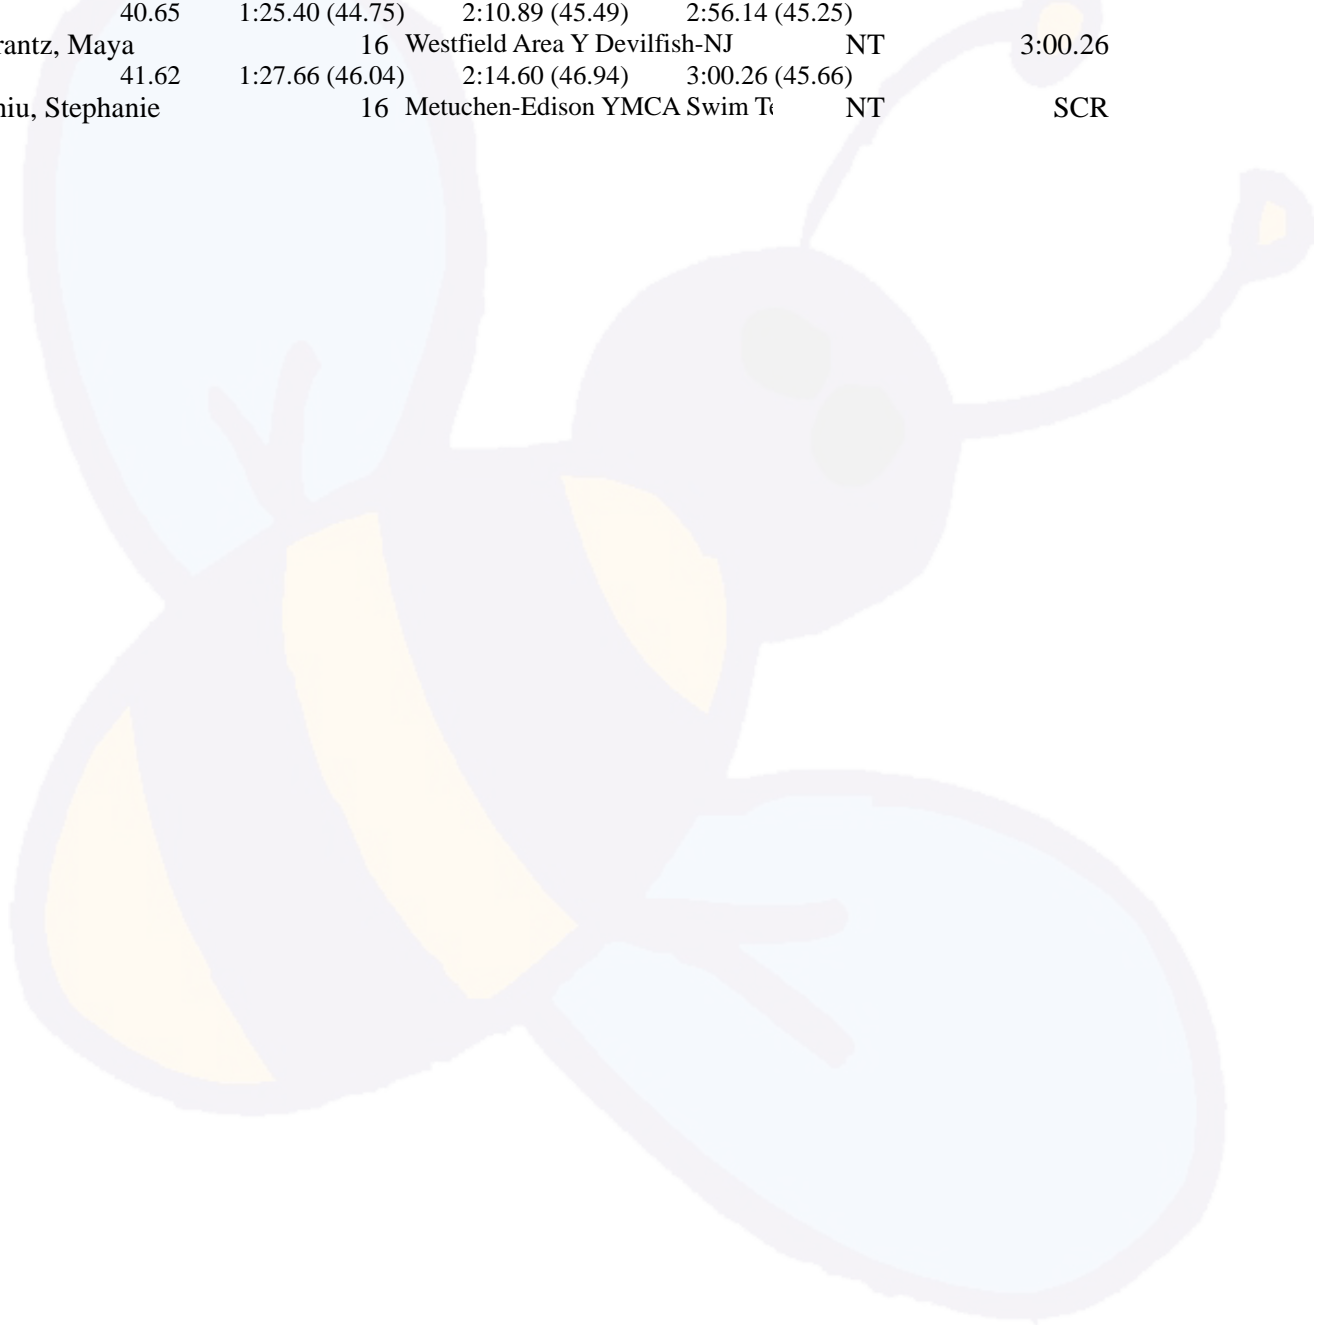 40.65 1:25.40 (44.75) 2:10.89 (45.49) 2:56.14 (45.25)
rantz, Maya 16 Westfield Area Y Devilfish-NJ NT 3:00.26
41.62 1:27.66 (46.04) 2:14.60 (46.94) 3:00.26 (45.66)
niu, Stephanie 16 Metuchen-Edison YMCA Swim Te NT SCR